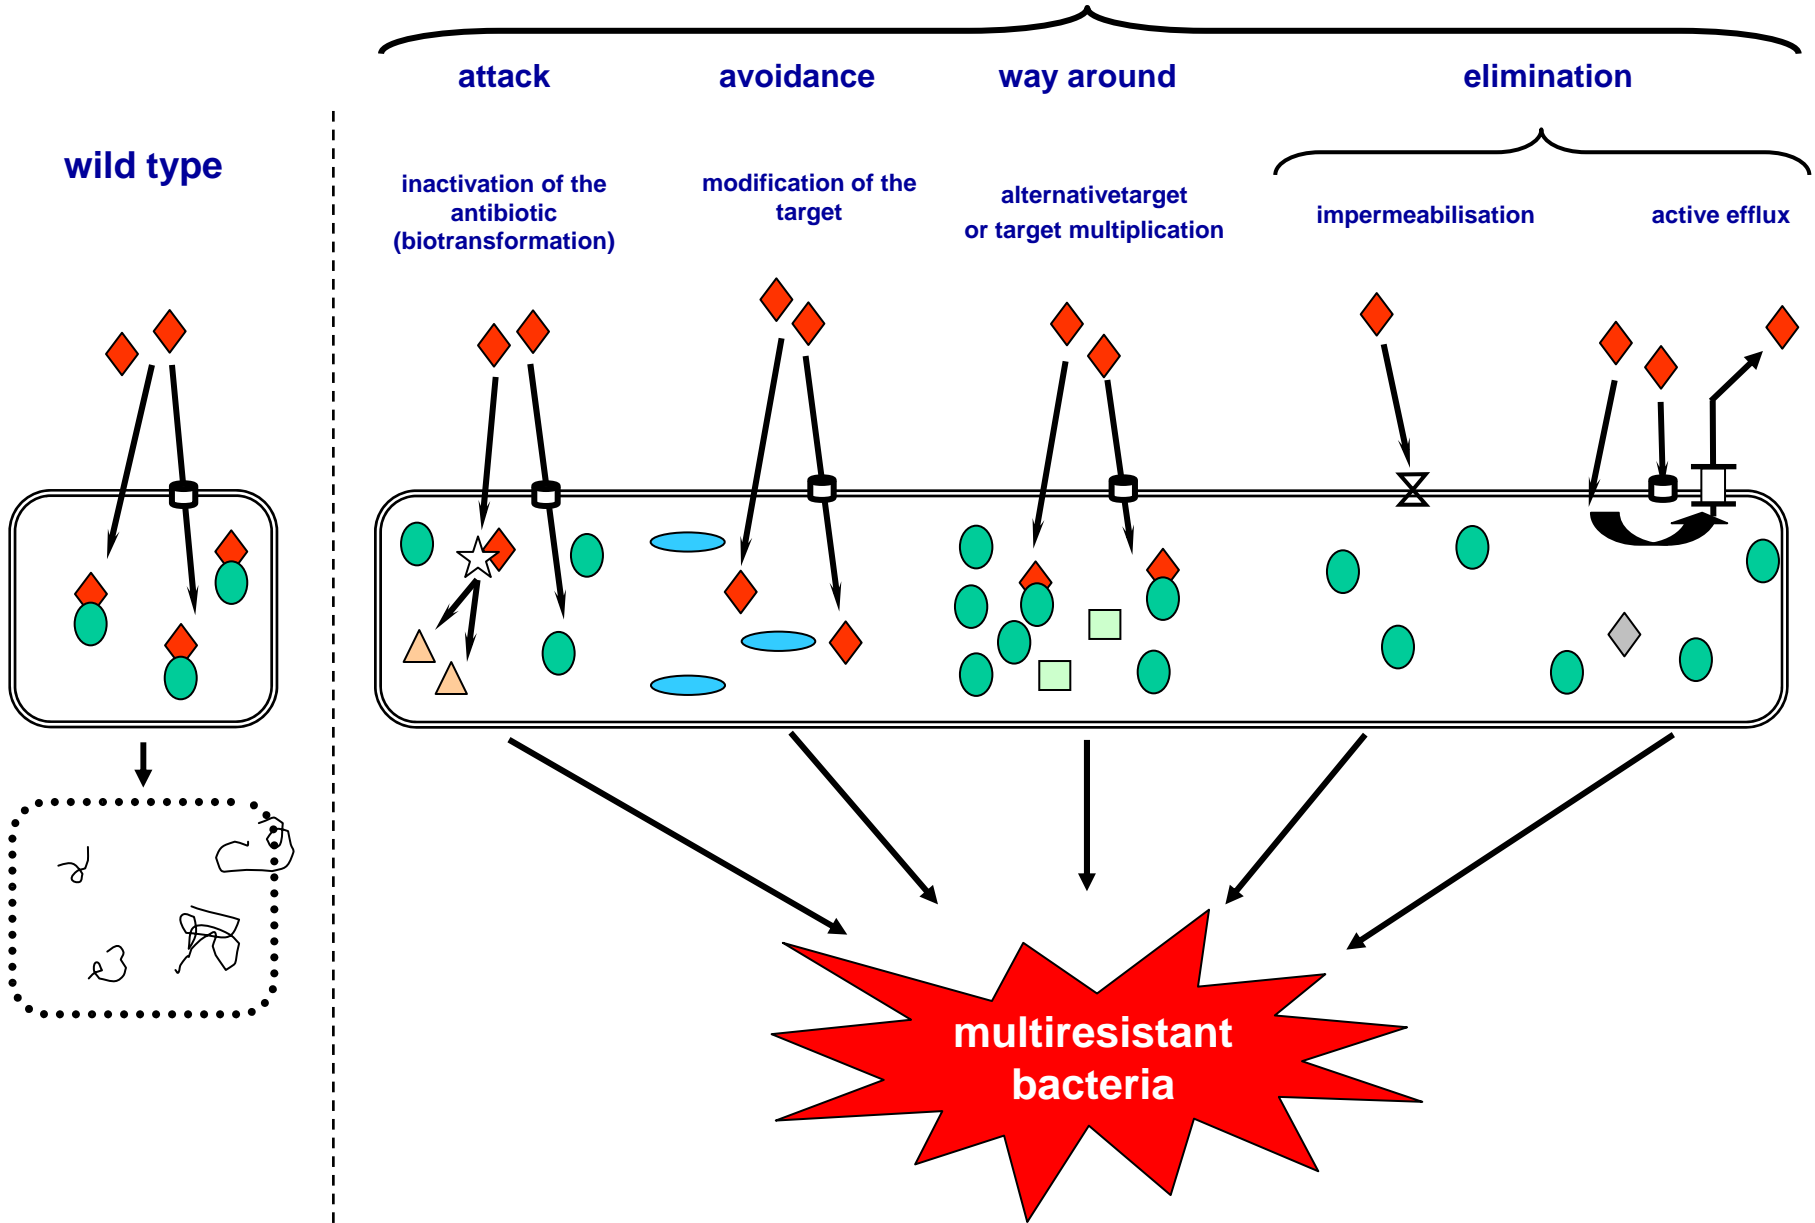 attack
avoidance
way around
elimination
wild type
inactivation of the
antibiotic
(biotransformation)
modification of the
target
alternativetarget
or target multiplication
impermeabilisation
active efflux
multiresistant
bacteria